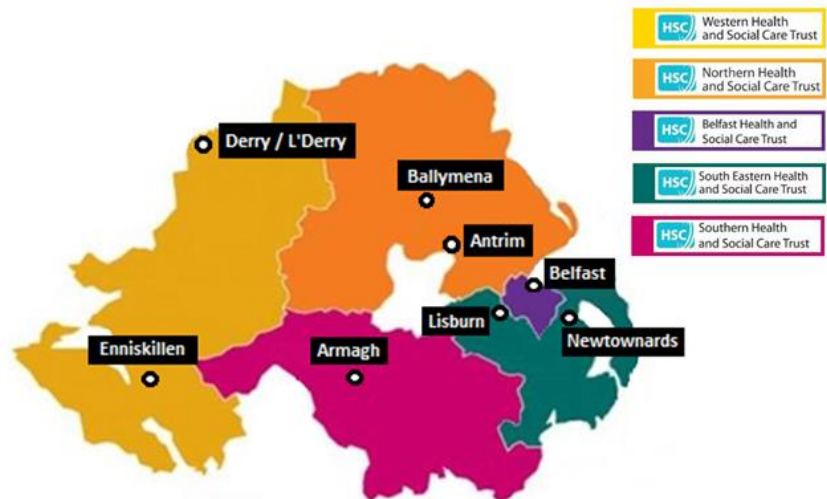 HSC Western Health
and Social Care Trust
HSC Northern Health
and Social Care Trust
HSC Belfast Health and
Social Care Trust
HSC South Eastern Health
and Social Care Trust
HSC Southern Health
and Social Care Trust
Derry / L'Derry
Ballymena
Antrim
Belfast
Lisburn
Newtownards
Enniskillen
Armagh